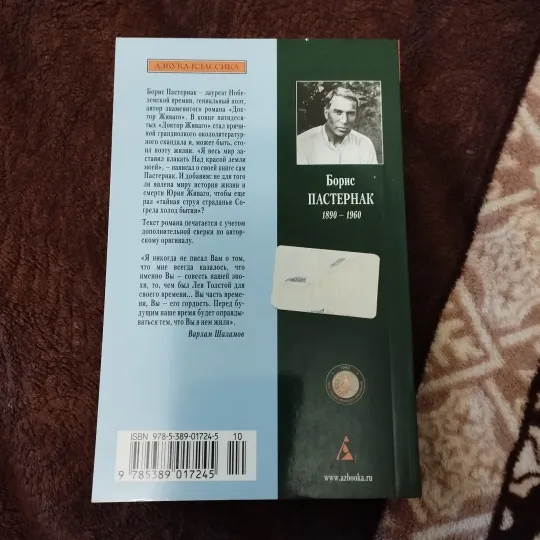 АЗБУКА-КЛАССИКА
Борис Пастернак – лауреат Нобе-
левской премии, гениальный поэт,
автор знаменитого романа «Док-
тор Живаго». В конце пятидеся-
тых «Доктор Живаго» стал причи-
ной грандиозного окололитератур-
ного скандала и, может быть, сто-
ил поэту жизни. «Я весь мир за-
ставил плакать Над красой земли
моей», – написал о своей книге сам
Пастернак. И добавим: не для того
ли явлена миру история жизни и
смерти Юрия Живаго, чтобы еще
раз «тайная струя страданья Со-
грела холод бытия»?
Текст романа печатается с учетом
дополнительной сверки по автор-
скому оригиналу.
«Я никогда не писал Вам о том,
что мне всегда казалось, что
именно Вы – совесть нашей эпо-
хи, то, чем был Лев Толстой для
своего времени... Вы часть време-
ни, Вы – его гордость. Перед бу-
дущим наше время будет оправды-
ваться тем, что Вы в нем жили».
Варлам Шаламов
Борис
ПАСТЕРНАК
1890 – 1960
ISBN 978-5-389-01724-5
10
9 785389 017245
www.azbooka.ru